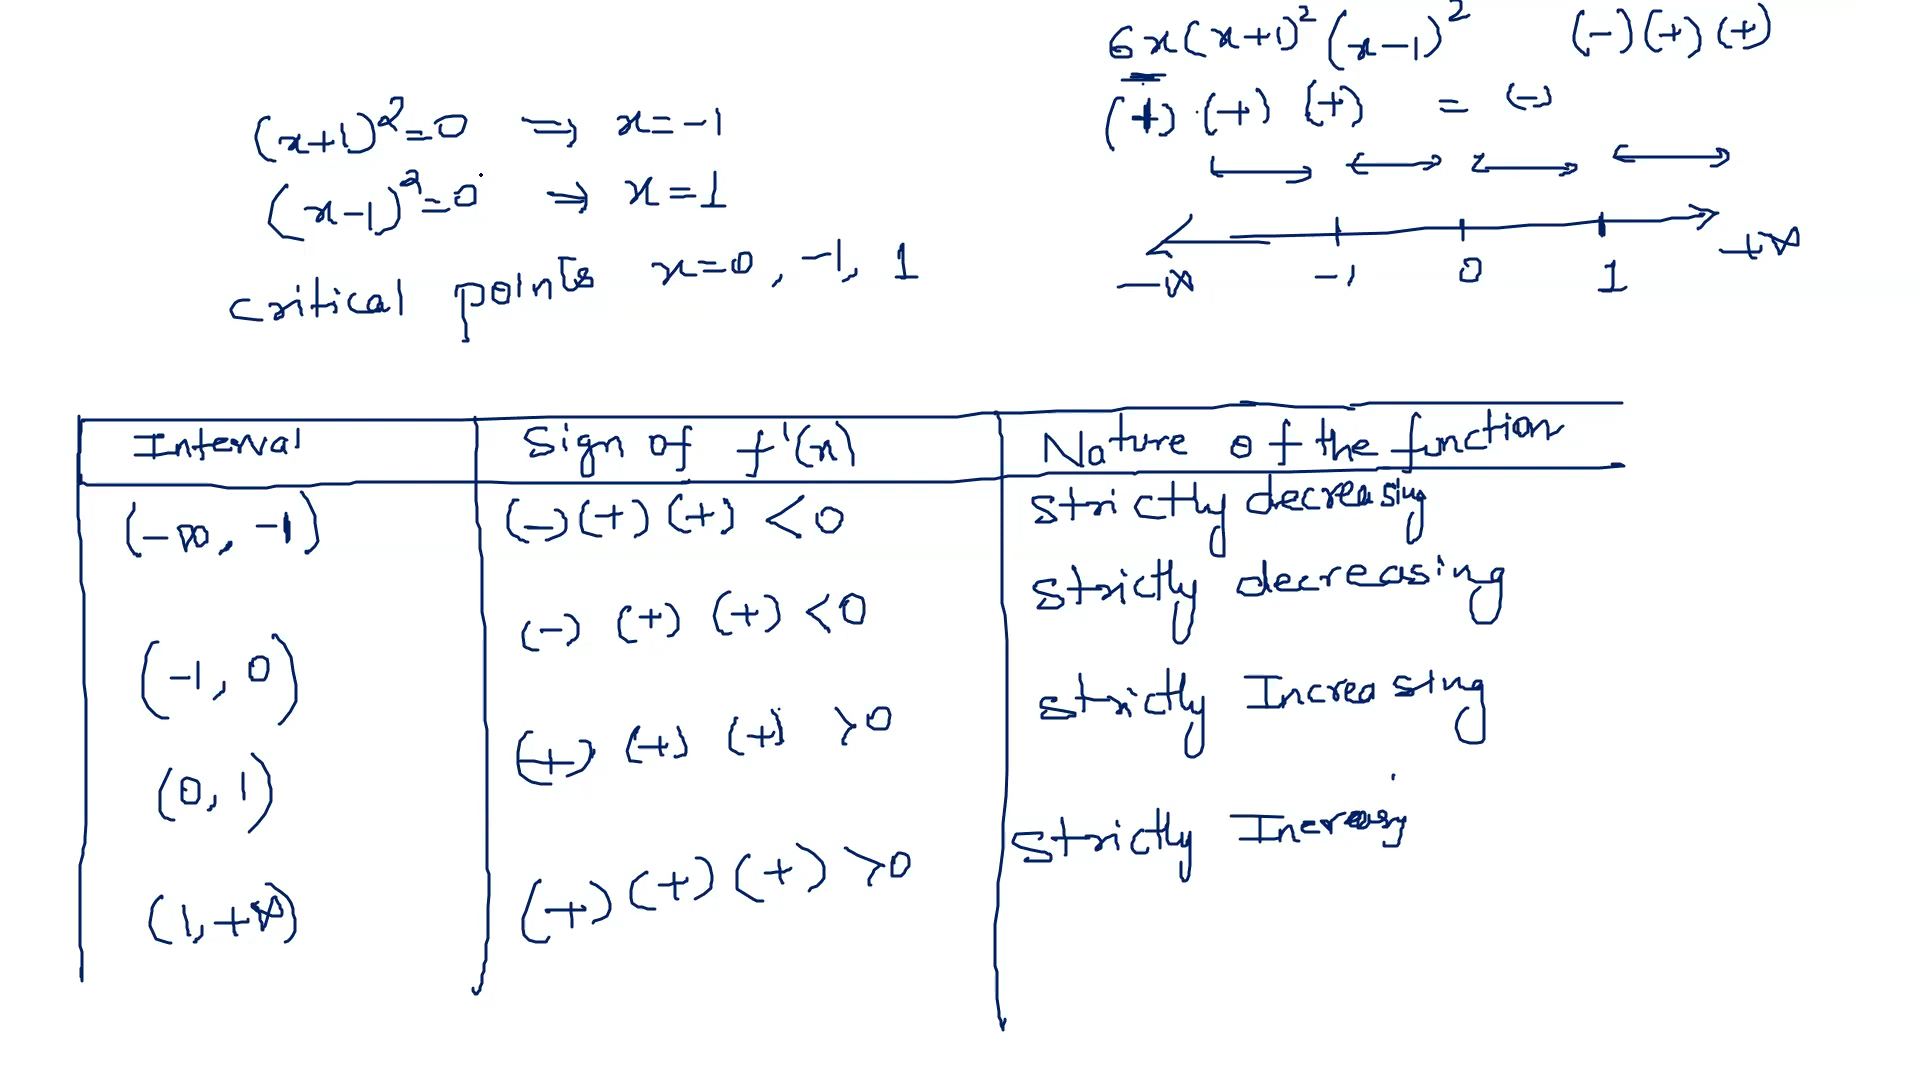 6x(x+1)² (x-1)² (-)(+)(+)
(+) · (+) (+) = (-)
(x+1)²=0 ⇒ x=-1
(x-1)²=0 ⇒ x=1
critical points x=0, -1, 1
-∞ -1 0 1 +∞
Interval Sign of f'(x) Nature of the function
(-∞, -1) (-)(+)(+) <0 strictly decreasing
(-1, 0) (-) (+) (+) <0 strictly decreasing
(0, 1) (+) (+) (+) >0 strictly Increasing
(1, +∞) (+)(+)(+) >0 strictly